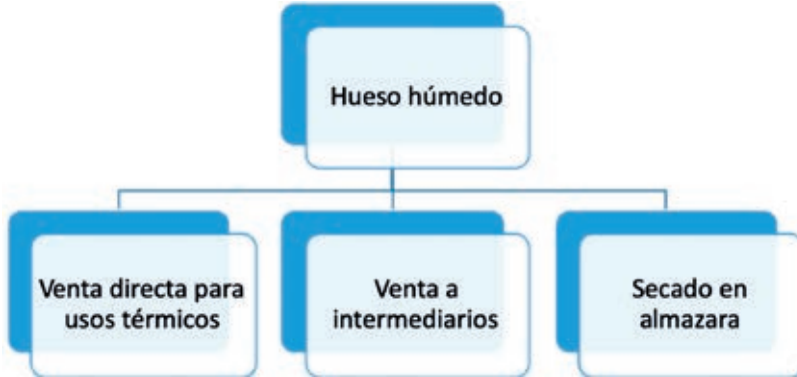 Hueso húmedo
Venta directa para
usos térmicos
Venta a
intermediarios
Secado en
almazara